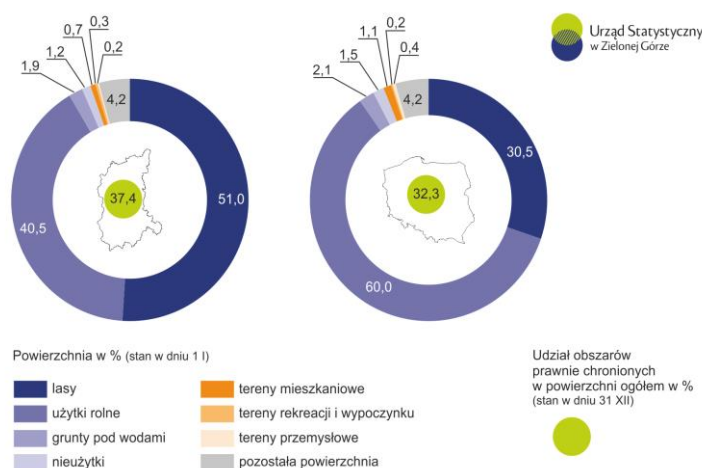 0,3
0,7
0,2
1,2
1,9
4,2
37,4
51,0
40,5
0,2
1,1
0,4
1,5
2,1
4,2
30,5
32,3
60,0
Urząd Statystyczny
w Zielonej Górze
Powierzchnia w % (stan w dniu 1 I)
lasy
użytki rolne
grunty pod wodami
nieużytki
tereny mieszkaniowe
tereny rekreacji i wypoczynku
tereny przemysłowe
pozostała powierzchnia
Udział obszarów
prawnie chronionych
w powierzchni ogółem w %
(stan w dniu 31 XII)